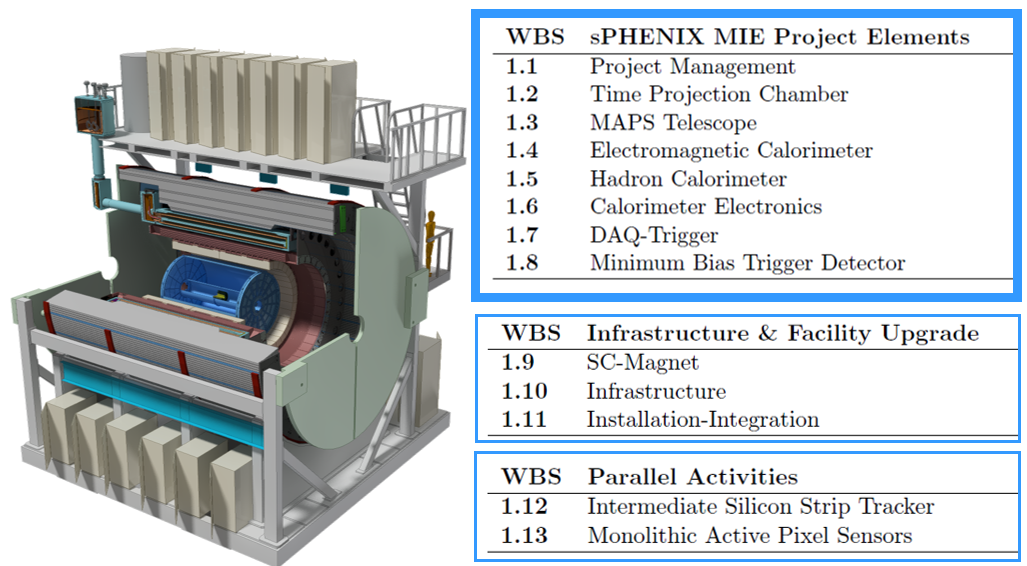 WBS sPHENIX MIE Project Elements
1.1 Project Management
1.2 Time Projection Chamber
1.3 MAPS Telescope
1.4 Electromagnetic Calorimeter
1.5 Hadron Calorimeter
1.6 Calorimeter Electronics
1.7 DAQ-Trigger
1.8 Minimum Bias Trigger Detector
WBS Infrastructure & Facility Upgrade
1.9 SC-Magnet
1.10 Infrastructure
1.11 Installation-Integration
WBS Parallel Activities
1.12 Intermediate Silicon Strip Tracker
1.13 Monolithic Active Pixel Sensors